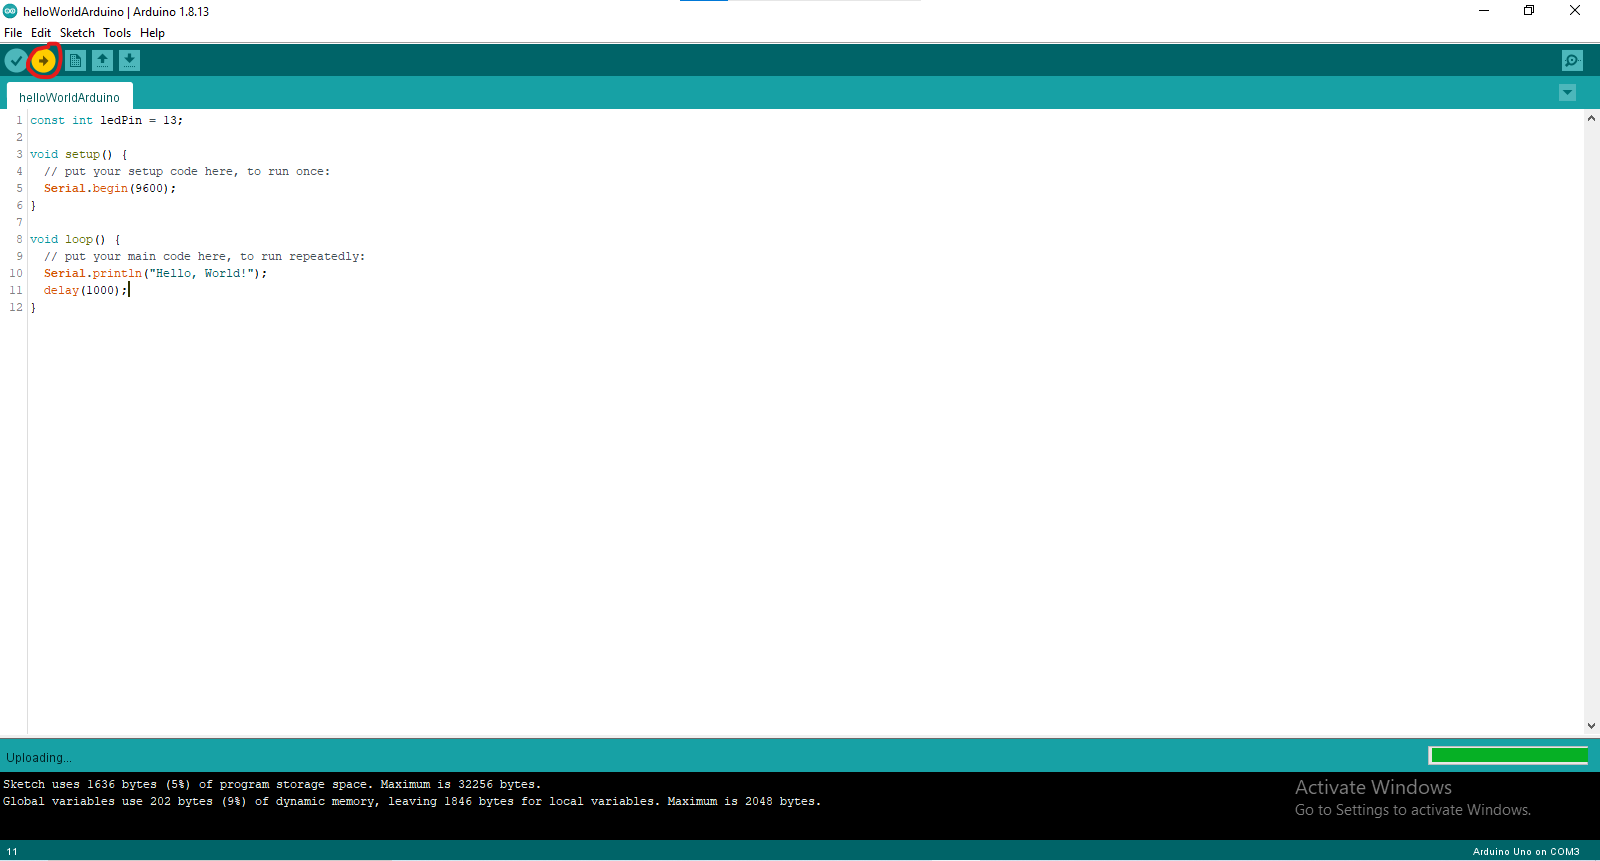 helloWorldArduino | Arduino 1.8.13
File Edit Sketch Tools Help
helloWorldArduino
1 const int ledPin = 13;
2
3 void setup() {
4 // put your setup code here, to run once:
5 Serial.begin(9600);
6 }
7
8 void loop() {
9 // put your main code here, to run repeatedly:
10 Serial.println("Hello, World!");
11 delay(1000);
12 }
Uploading...
Sketch uses 1636 bytes (5%) of program storage space. Maximum is 32256 bytes.
Global variables use 202 bytes (9%) of dynamic memory, leaving 1846 bytes for local variables. Maximum is 2048 bytes.
Activate Windows
Go to Settings to activate Windows.
11 Arduino Uno on COM3